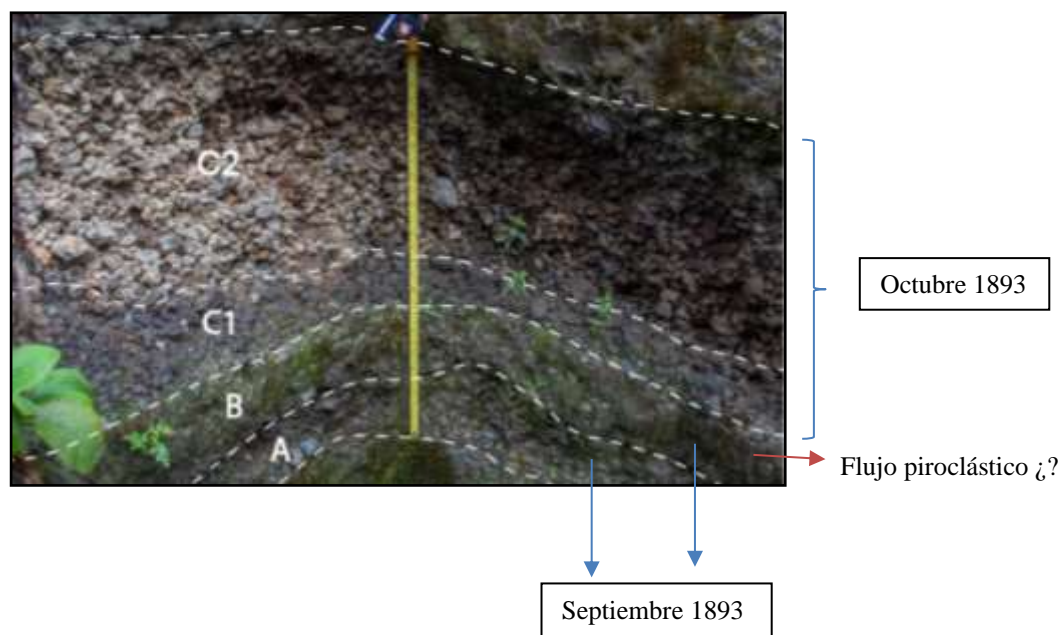 C2
C1
B
A
Octubre 1893
Flujo piroclástico ¿?
Septiembre 1893